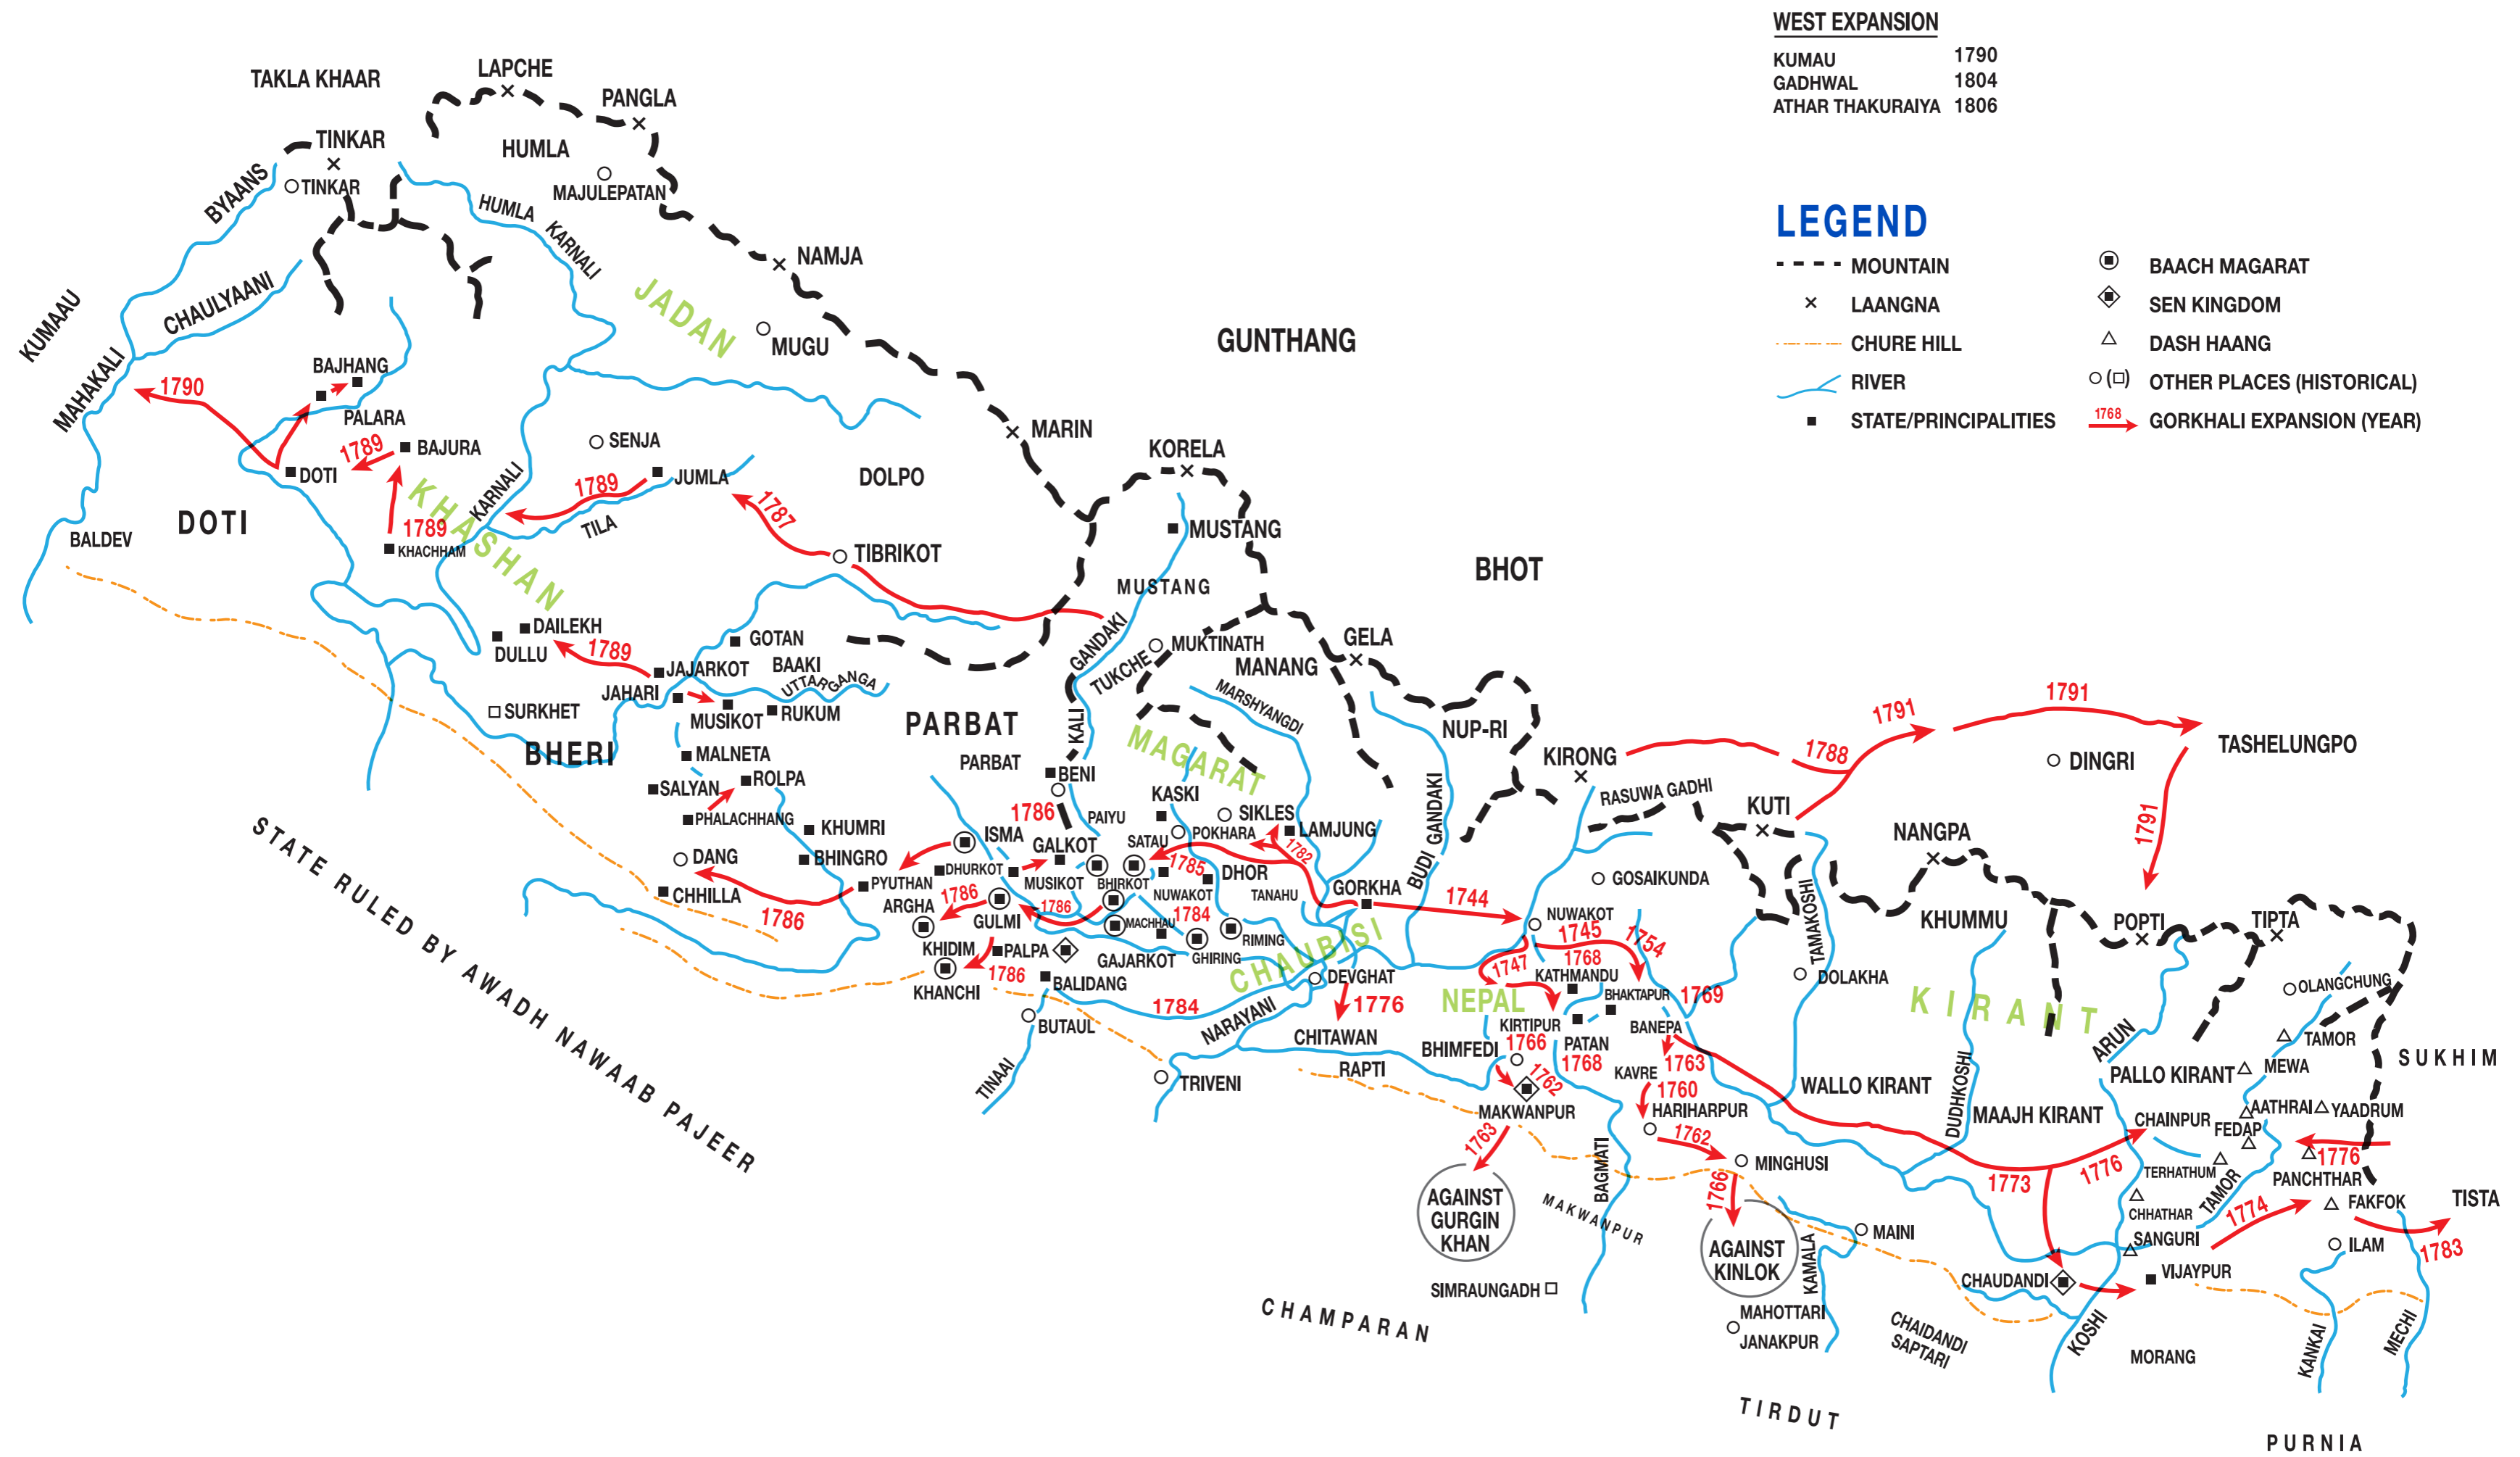 WEST EXPANSION
KUMAU 1790
GADHWAL 1804
ATHAR THAKURAIYA 1806
LEGEND
MOUNTAIN
LAANGNA
CHURE HILL
RIVER
STATE/PRINCIPALITIES
BAACH MAGARAT
SEN KINGDOM
DASH HAANG
OTHER PLACES (HISTORICAL)
1768 GORKHALI EXPANSION (YEAR)
TAKLA KHAAR
LAPCHE
PANGLA
TINKAR
TINKAR
HUMLA
MAJULEPATAN
BYAANS
HUMLA
KARNALI
NAMJA
CHAULYAANI
KUMAAU
JADAN
MUGU
GUNTHANG
MAHAKALI
BAJHANG
1790
PALARA
MARIN
SENJA
BAJURA
1789
KORELA
DOTI
JUMLA
DOLPO
KHASHAN
KARNALI
1789
1787
DOTI
1789
TILA
MUSTANG
BALDEV
KHACHHAM
TIBRIKOT
BHOT
MUSTANG
DAILEKH
DULLU
1789
GOTAN
GANDAKI
MUKTINATH
GELA
JAJARKOT
BAAKI
TUKCHE
MANANG
JAHARI
UTTARGANGA
MARSHYANGDI
SURKHET
MUSIKOT
RUKUM
PARBAT
KALI
NUP-RI
1791
1791
BHERI
MALNETA
MAGARAT
KIRONG
1788
TASHELUNGPO
PARBAT
BENI
DINGRI
SALYAN
ROLPA
KASKI
BUDI GANDAKI
RASUWA GADHI
KUTI
PHALACHHANG
1786
PAIYU
SIKLES
STATE RULED BY AWADH NAWAAB PAJEER
KHUMRI
ISMA
SATAU
POKHARA
LAMJUNG
NANGPA
1791
GALKOT
1782
DANG
BHINGRO
DHURKOT
1785
DHOR
CHHILLA
PYUTHAN
MUSIKOT
BHIRKOT
NUWAKOT
TANAHU
GORKHA
1744
GOSAIKUNDA
TAMAKOSHI
1786
ARGHA
1786
GULMI
1786
MACHHAU
1784
NUWAKOT
KHUMMU
POPTI
TIPTA
RIMING
CHAUBISI
1745
1754
KHIDIM
PALPA
GAJARKOT
GHIRING
1747
1768
KATHMANDU
DOLAKHA
1786
KHANCHI
BALIDANG
DEVGHAT
NEPAL
BHAKTAPUR
1769
KIRANT
OLANGCHUNG
1784
NARAYANI
1776
BUTAUL
CHITAWAN
KIRTIPUR
BANEPA
ARUN
TAMOR
1766
PATAN
BHIMFEDI
1768
1763
SUKHIM
RAPTI
TINAAI
TRIVENI
1762
KAVRE
1760
WALLO KIRANT
DUDHKOSHI
PALLO KIRANT
MEWA
MAKWANPUR
HARIHARPUR
MAAJH KIRANT
CHAINPUR
AATHRAI
YAADRUM
FEDAP
1763
BAGMATI
1762
MINGHUSI
1776
TERHATHUM
1776
PANCHTHAR
AGAINST
GURGIN
KHAN
MAKWANPUR
1766
1773
TAMOR
CHHATHAR
1774
FAKFOK
TISTA
AGAINST
KINLOK
KAMALA
MAINI
SANGURI
ILAM
1783
SIMRAUNGADH
CHAUDANDI
VIJAYPUR
CHAMPARAN
MAHOTTARI
JANAKPUR
CHAIDANDI
SAPTARI
KOSHI
MORANG
KANKAI
MECHI
TIRDUT
PURNIA